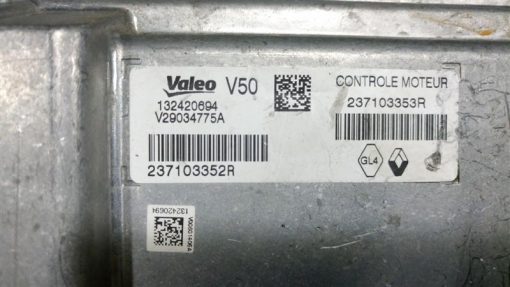 Valeo V50
132420694
V29034775A
237103352R
CONTROLE MOTEUR
237103353R
GL4
132420694